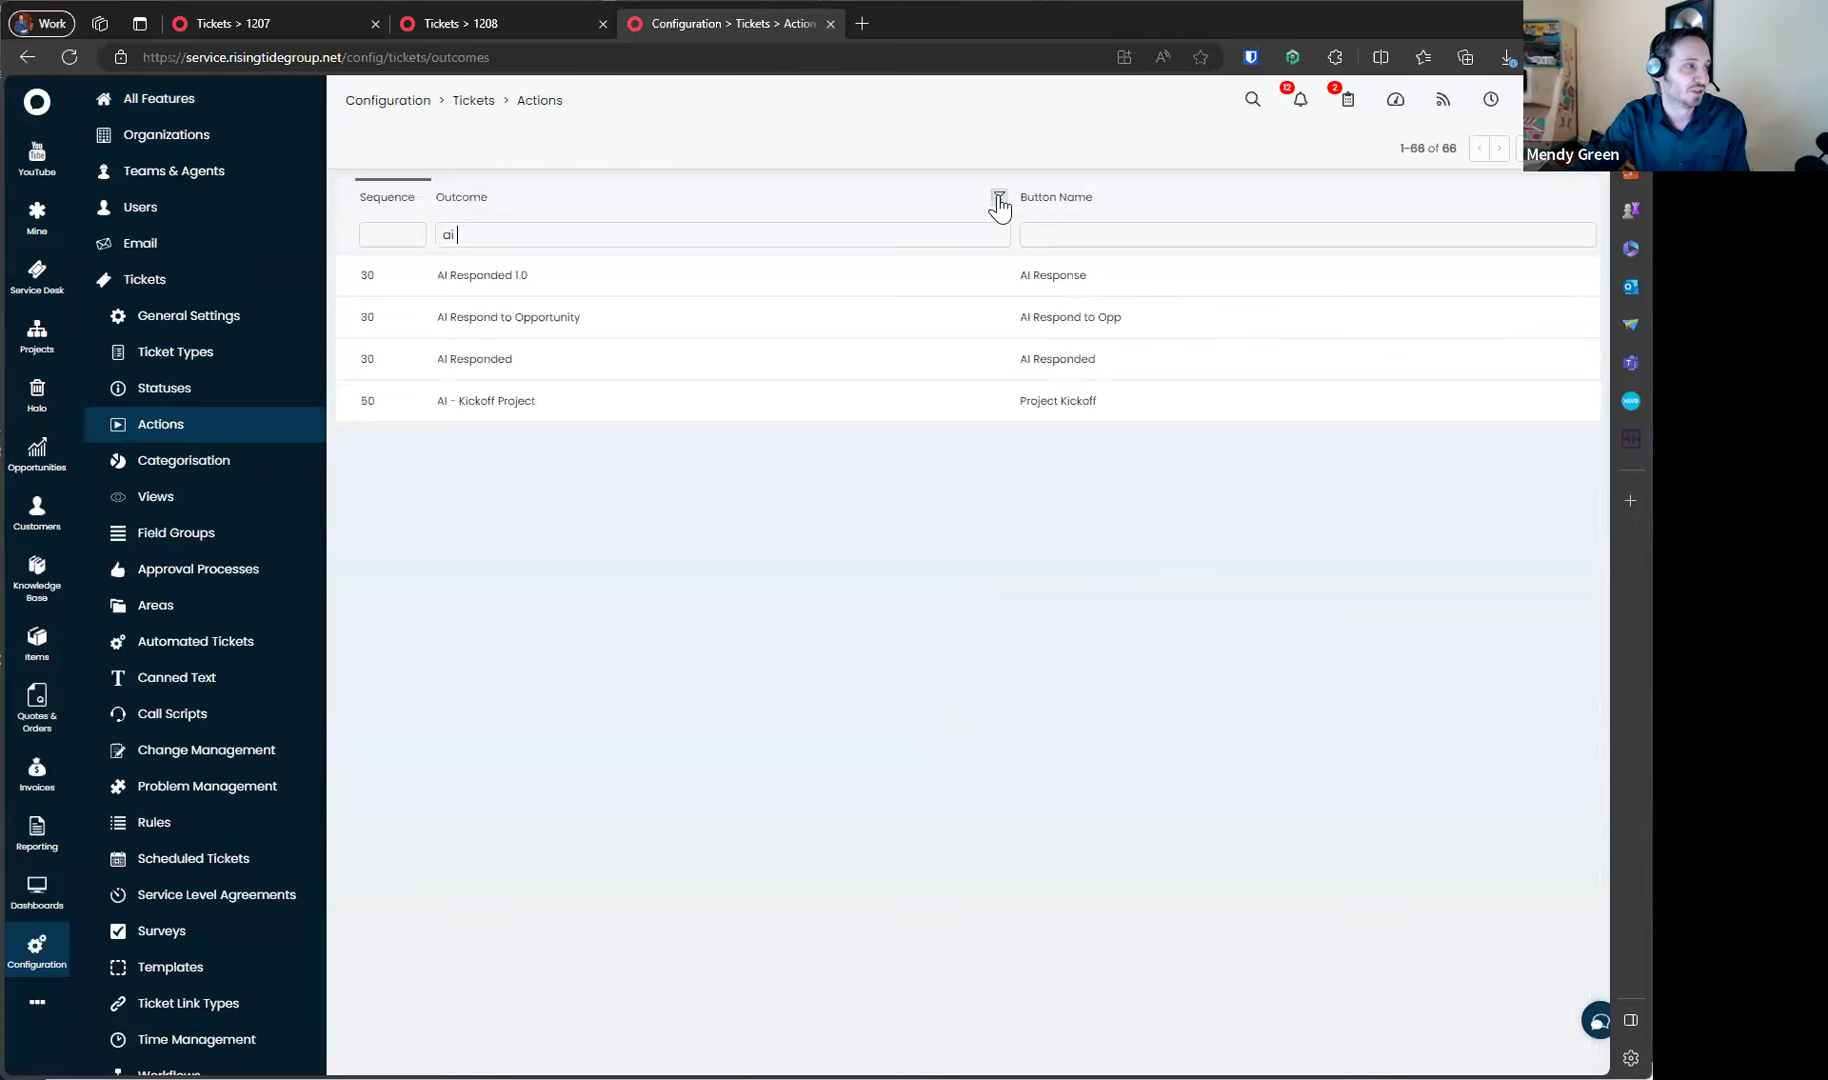 Work
Tickets > 1207
Tickets > 1208
Configuration > Tickets > Action
https://service.risingtidegroup.net/config/tickets/outcomes
Mendy Green
YouTube
Mine
Service Desk
Projects
Halo
Opportunities
Customers
Knowledge
Base
Items
Quotes &
Orders
Invoices
Reporting
Dashboards
Configuration
All Features
Organizations
Teams & Agents
Users
Email
Tickets
General Settings
Ticket Types
Statuses
Actions
Categorisation
Views
Field Groups
Approval Processes
Areas
Automated Tickets
Canned Text
Call Scripts
Change Management
Problem Management
Rules
Scheduled Tickets
Service Level Agreements
Surveys
Templates
Ticket Link Types
Time Management
Workflows
Configuration > Tickets > Actions
12
2
1-66 of 66
Sequence Outcome Button Name
ai
30 AI Responded 1.0 AI Response
30 AI Respond to Opportunity AI Respond to Opp
30 AI Responded AI Responded
50 AI - Kickoff Project Project Kickoff